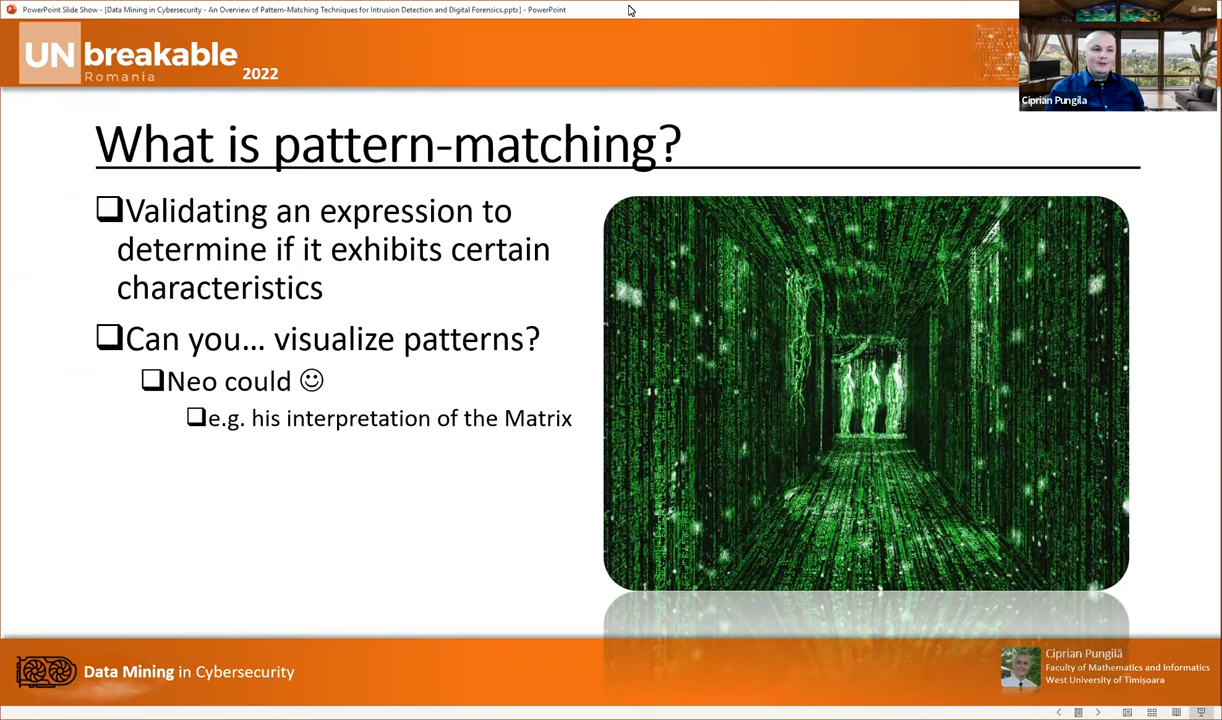 PowerPoint Slide Show - [Data Mining in Cybersecurity - An Overview of Pattern-Matching Techniques for Intrusion Detection and Digital Forensics.pptx] - PowerPoint
UNbreakable
Romania
2022
Ciprian Pungila
What is pattern-matching?
Validating an expression to
determine if it exhibits certain
characteristics
Can you... visualize patterns?
Neo could ☺
e.g. his interpretation of the Matrix
Data Mining in Cybersecurity
Ciprian Pungilă
Faculty of Mathematics and Informatics
West University of Timișoara